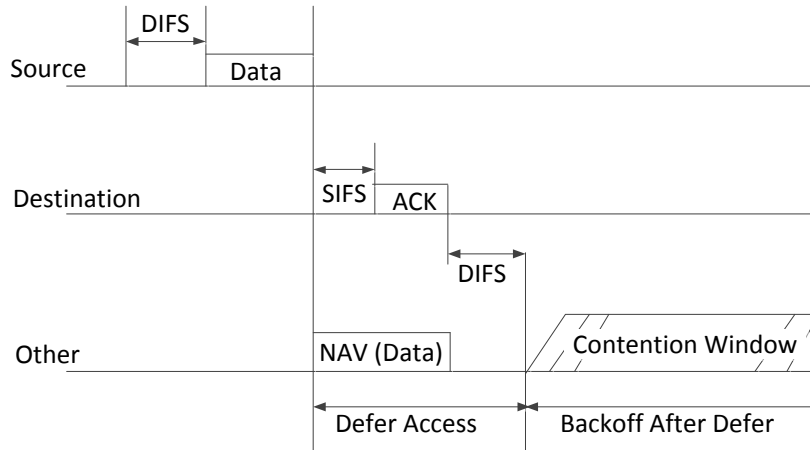 DIFS
Source
Data
SIFS
ACK
Destination
DIFS
NAV (Data)
Contention Window
Other
Defer Access
Backoff After Defer